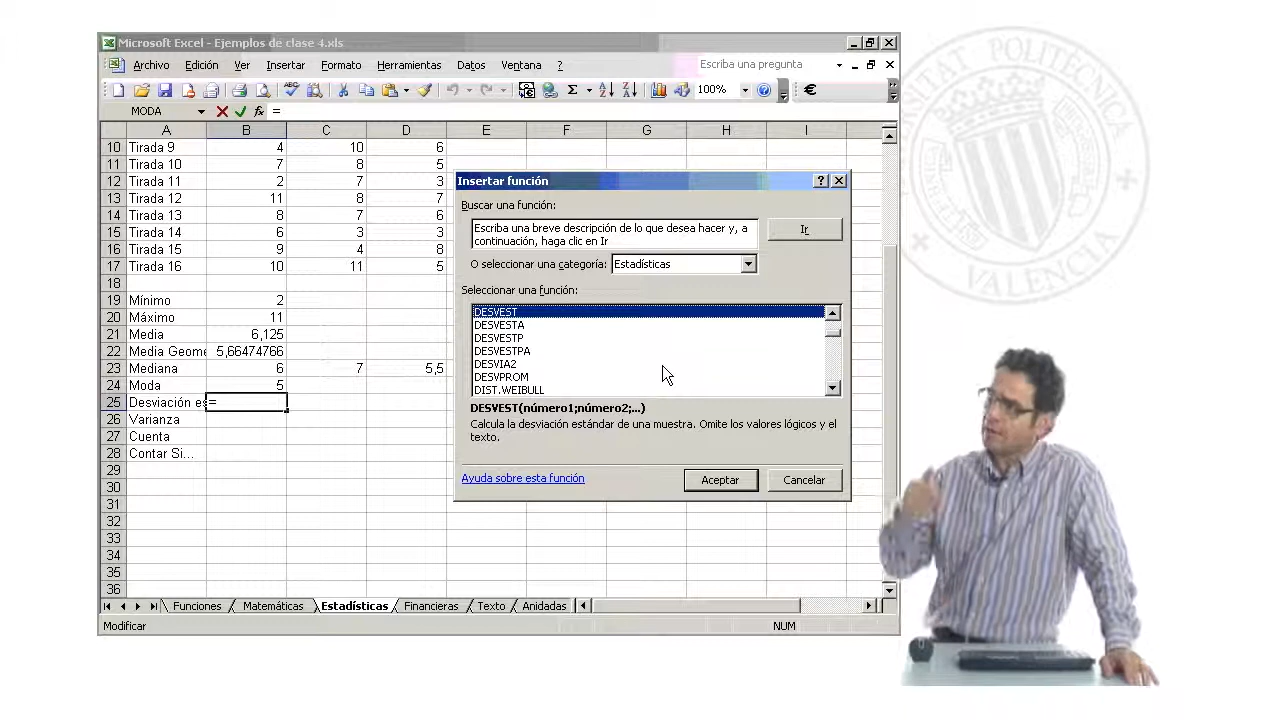 Microsoft Excel - Ejemplos de clase 4.xls
Archivo Edición Ver Insertar Formato Herramientas Datos Ventana ? Escriba una pregunta
100% €
MODA =
A B C D E F G H I
10 Tirada 9 4 10 6
11 Tirada 10 7 8 5
12 Tirada 11 2 7 3
13 Tirada 12 11 8 7
14 Tirada 13 8 7 6
15 Tirada 14 6 3 3
16 Tirada 15 9 4 8
17 Tirada 16 10 11 5
18
19 Mínimo 2
20 Máximo 11
21 Media 6,125
22 Media Geome 5,66474766
23 Mediana 6 7 5,5
24 Moda 5
25 Desviación es =
26 Varianza
27 Cuenta
28 Contar Si...
29
30
31
32
33
34
35
36
Insertar función
Buscar una función:
Escriba una breve descripción de lo que desea hacer y, a
continuación, haga clic en Ir
Ir
O seleccionar una categoría: Estadísticas
Seleccionar una función:
DESVEST
DESVESTA
DESVESTP
DESVESTPA
DESVIA2
DESVPROM
DIST.WEIBULL
DESVEST(número1;número2;...)
Calcula la desviación estándar de una muestra. Omite los valores lógicos y el
texto.
Ayuda sobre esta función
Aceptar Cancelar
Funciones Matemáticas Estadísticas Financieras Texto Anidadas
Modificar NUM
POLITÈCNICA
VALENCIA